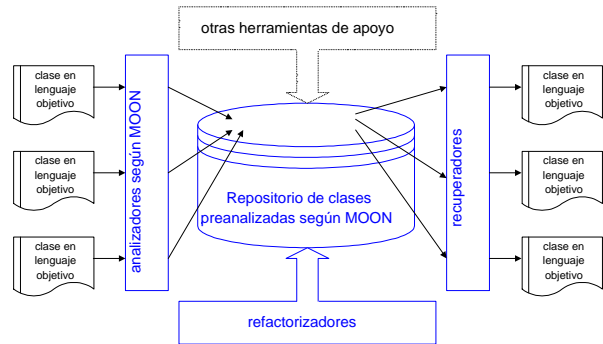 otras herramientas de apoyo
clase en
lenguaje
objetivo
clase en
lenguaje
objetivo
clase en
lenguaje
objetivo
analizadores según MOON
Repositorio de clases
preanalizadas según MOON
recuperadores
clase en
lenguaje
objetivo
clase en
lenguaje
objetivo
clase en
lenguaje
objetivo
refactorizadores